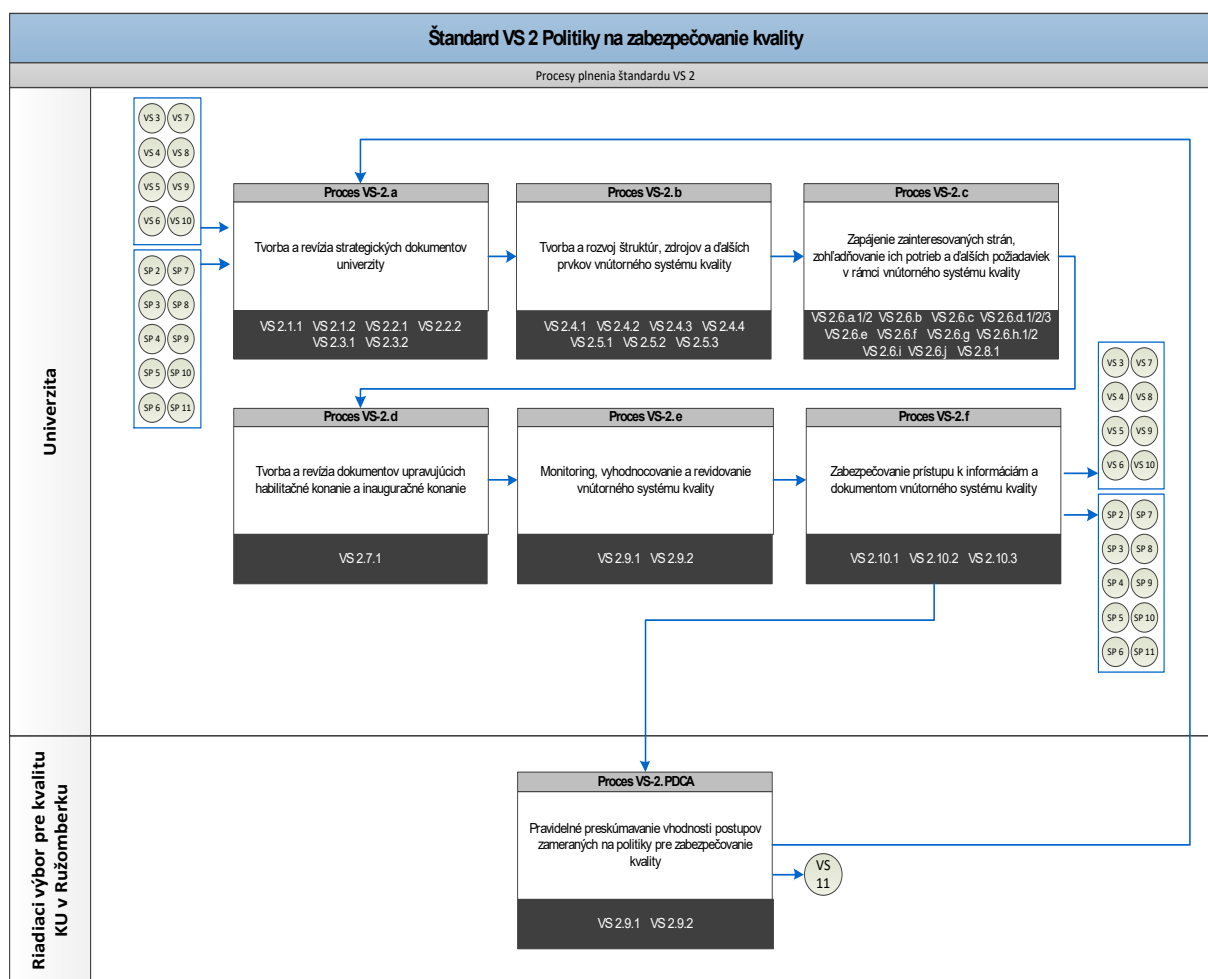 Štandard VS 2 Politiky na zabezpečovanie kvality
Procesy plnenia štandardu VS 2
Univerzita
VS 3 VS 7
VS 4 VS 8
VS 5 VS 9
VS 6 VS 10
SP 2 SP 7
SP 3 SP 8
SP 4 SP 9
SP 5 SP 10
SP 6 SP 11
Proces VS-2. a
Tvorba a revízia strategických dokumentov
univerzity
VS 2.1.1 VS 2.1.2 VS 2.2.1 VS 2.2.2
VS 2.3.1 VS 2.3.2
Proces VS-2. b
Tvorba a rozvoj štruktúr, zdrojov a ďalších
prvkov vnútorného systému kvality
VS 2.4.1 VS 2.4.2 VS 2.4.3 VS 2.4.4
VS 2.5.1 VS 2.5.2 VS 2.5.3
Proces VS-2. c
Zapájenie zainteresovaných strán,
zohľadňovanie ich potrieb a ďalších požiadaviek
v rámci vnútorného systému kvality
VS 2.6.a.1/2 VS 2.6.b VS 2.6.c VS 2.6.d.1/2/3
VS 2.6.e VS 2.6.f VS 2.6.g VS 2.6.h.1/2
VS 2.6.i VS 2.6.j VS 2.8.1
Proces VS-2. d
Tvorba a revízia dokumentov upravujúcich
habilitačné konanie a inauguračné konanie
VS 2.7.1
Proces VS-2. e
Monitoring, vyhodnocovanie a revidovanie
vnútorného systému kvality
VS 2.9.1 VS 2.9.2
Proces VS-2. f
Zabezpečovanie prístupu k informáciám a
dokumentom vnútorného systému kvality
VS 2.10.1 VS 2.10.2 VS 2.10.3
VS 3 VS 7
VS 4 VS 8
VS 5 VS 9
VS 6 VS 10
SP 2 SP 7
SP 3 SP 8
SP 4 SP 9
SP 5 SP 10
SP 6 SP 11
Riadiaci výbor pre kvalitu
KU v Ružomberku
Proces VS-2. PDCA
Pravidelné preskúmavanie vhodnosti postupov
zameraných na politiky pre zabezpečovanie
kvality
VS 2.9.1 VS 2.9.2
VS
11